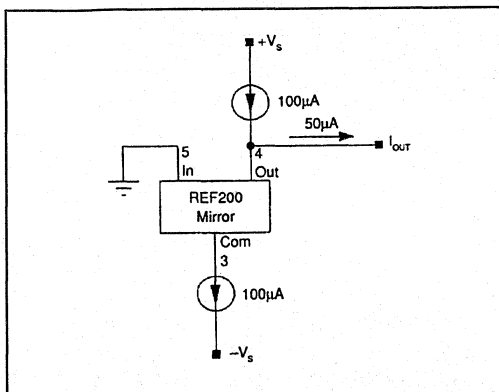 +Vs
100µA
50µA
IOUT
5
4
In
Out
REF200
Mirror
Com
3
100µA
–Vs